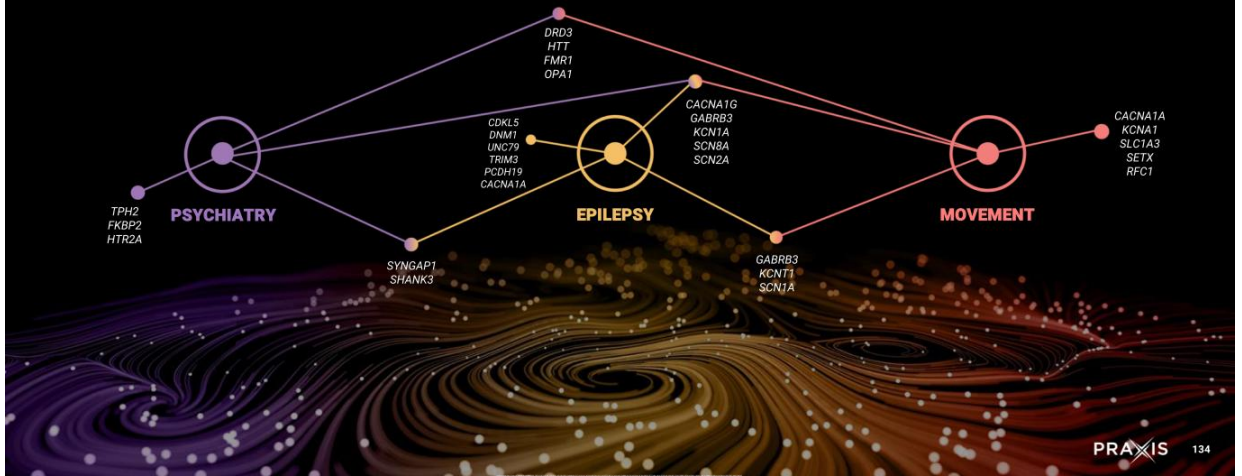 DRD3
HTT
FMR1
OPA1
CACNA1G
GABRB3
KCN1A
SCN8A
SCN2A
CDKL5
DNM1
UNC79
TRIM3
PCDH19
CACNA1A
CACNA1A
KCNA1
SLC1A3
SETX
RFC1
TPH2
FKBP2
HTR2A
PSYCHIATRY
EPILEPSY
MOVEMENT
SYNGAP1
SHANK3
GABRB3
KCNT1
SCN1A
PRAXIS 134